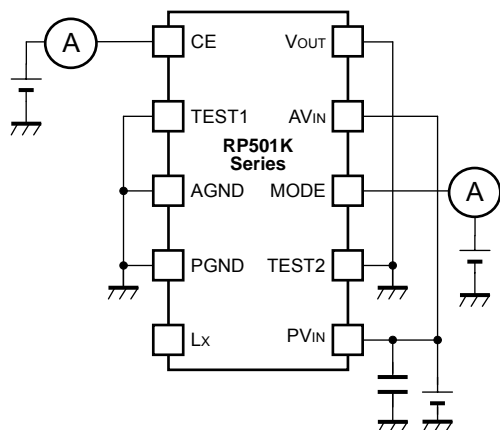 A
CE
VOUT
TEST1
AVIN
RP501K
Series
AGND
MODE
A
PGND
TEST2
LX
PVIN